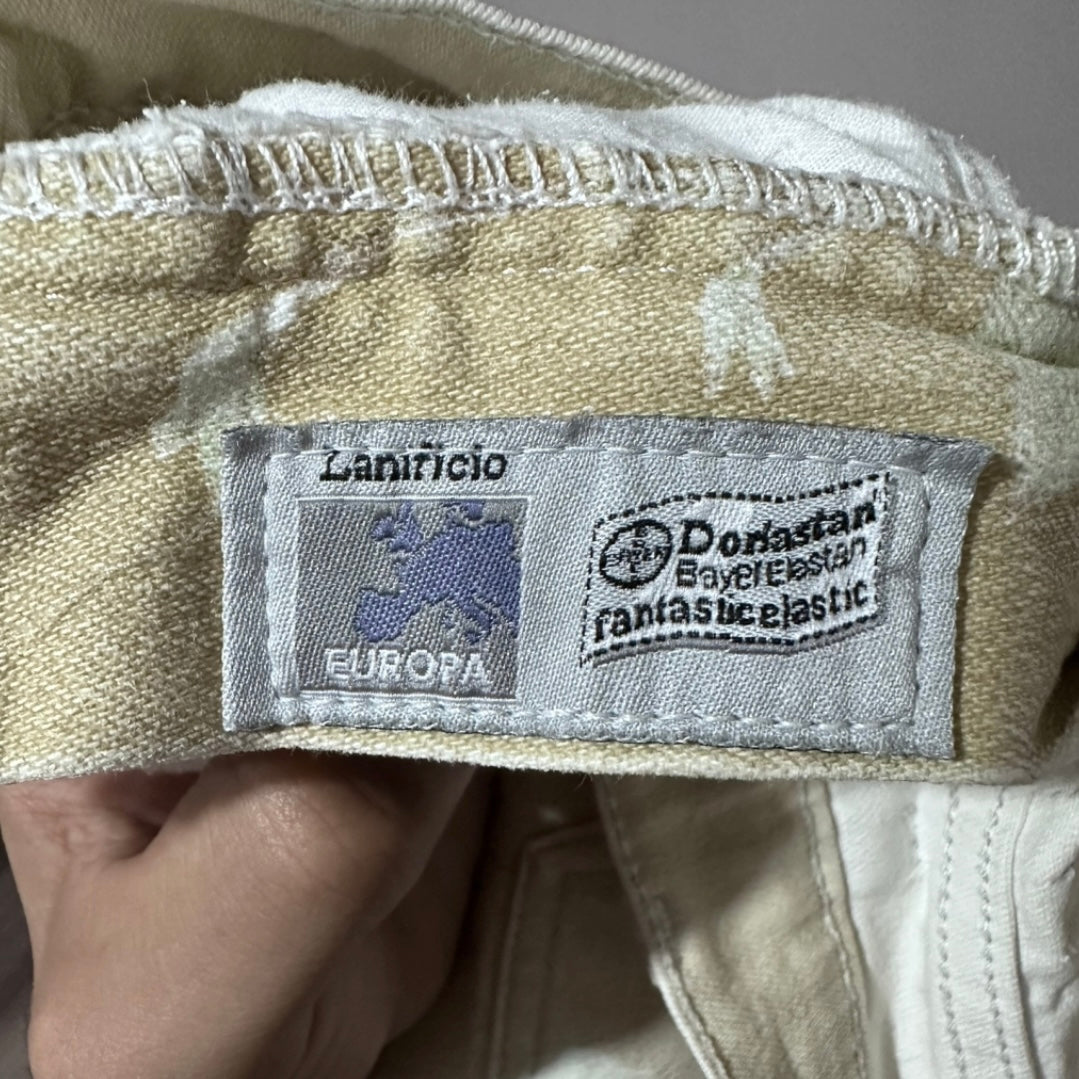 Lanificio
EUROPA
BAYER
Dorlastan
Bayer Elastan
fantastic elastic